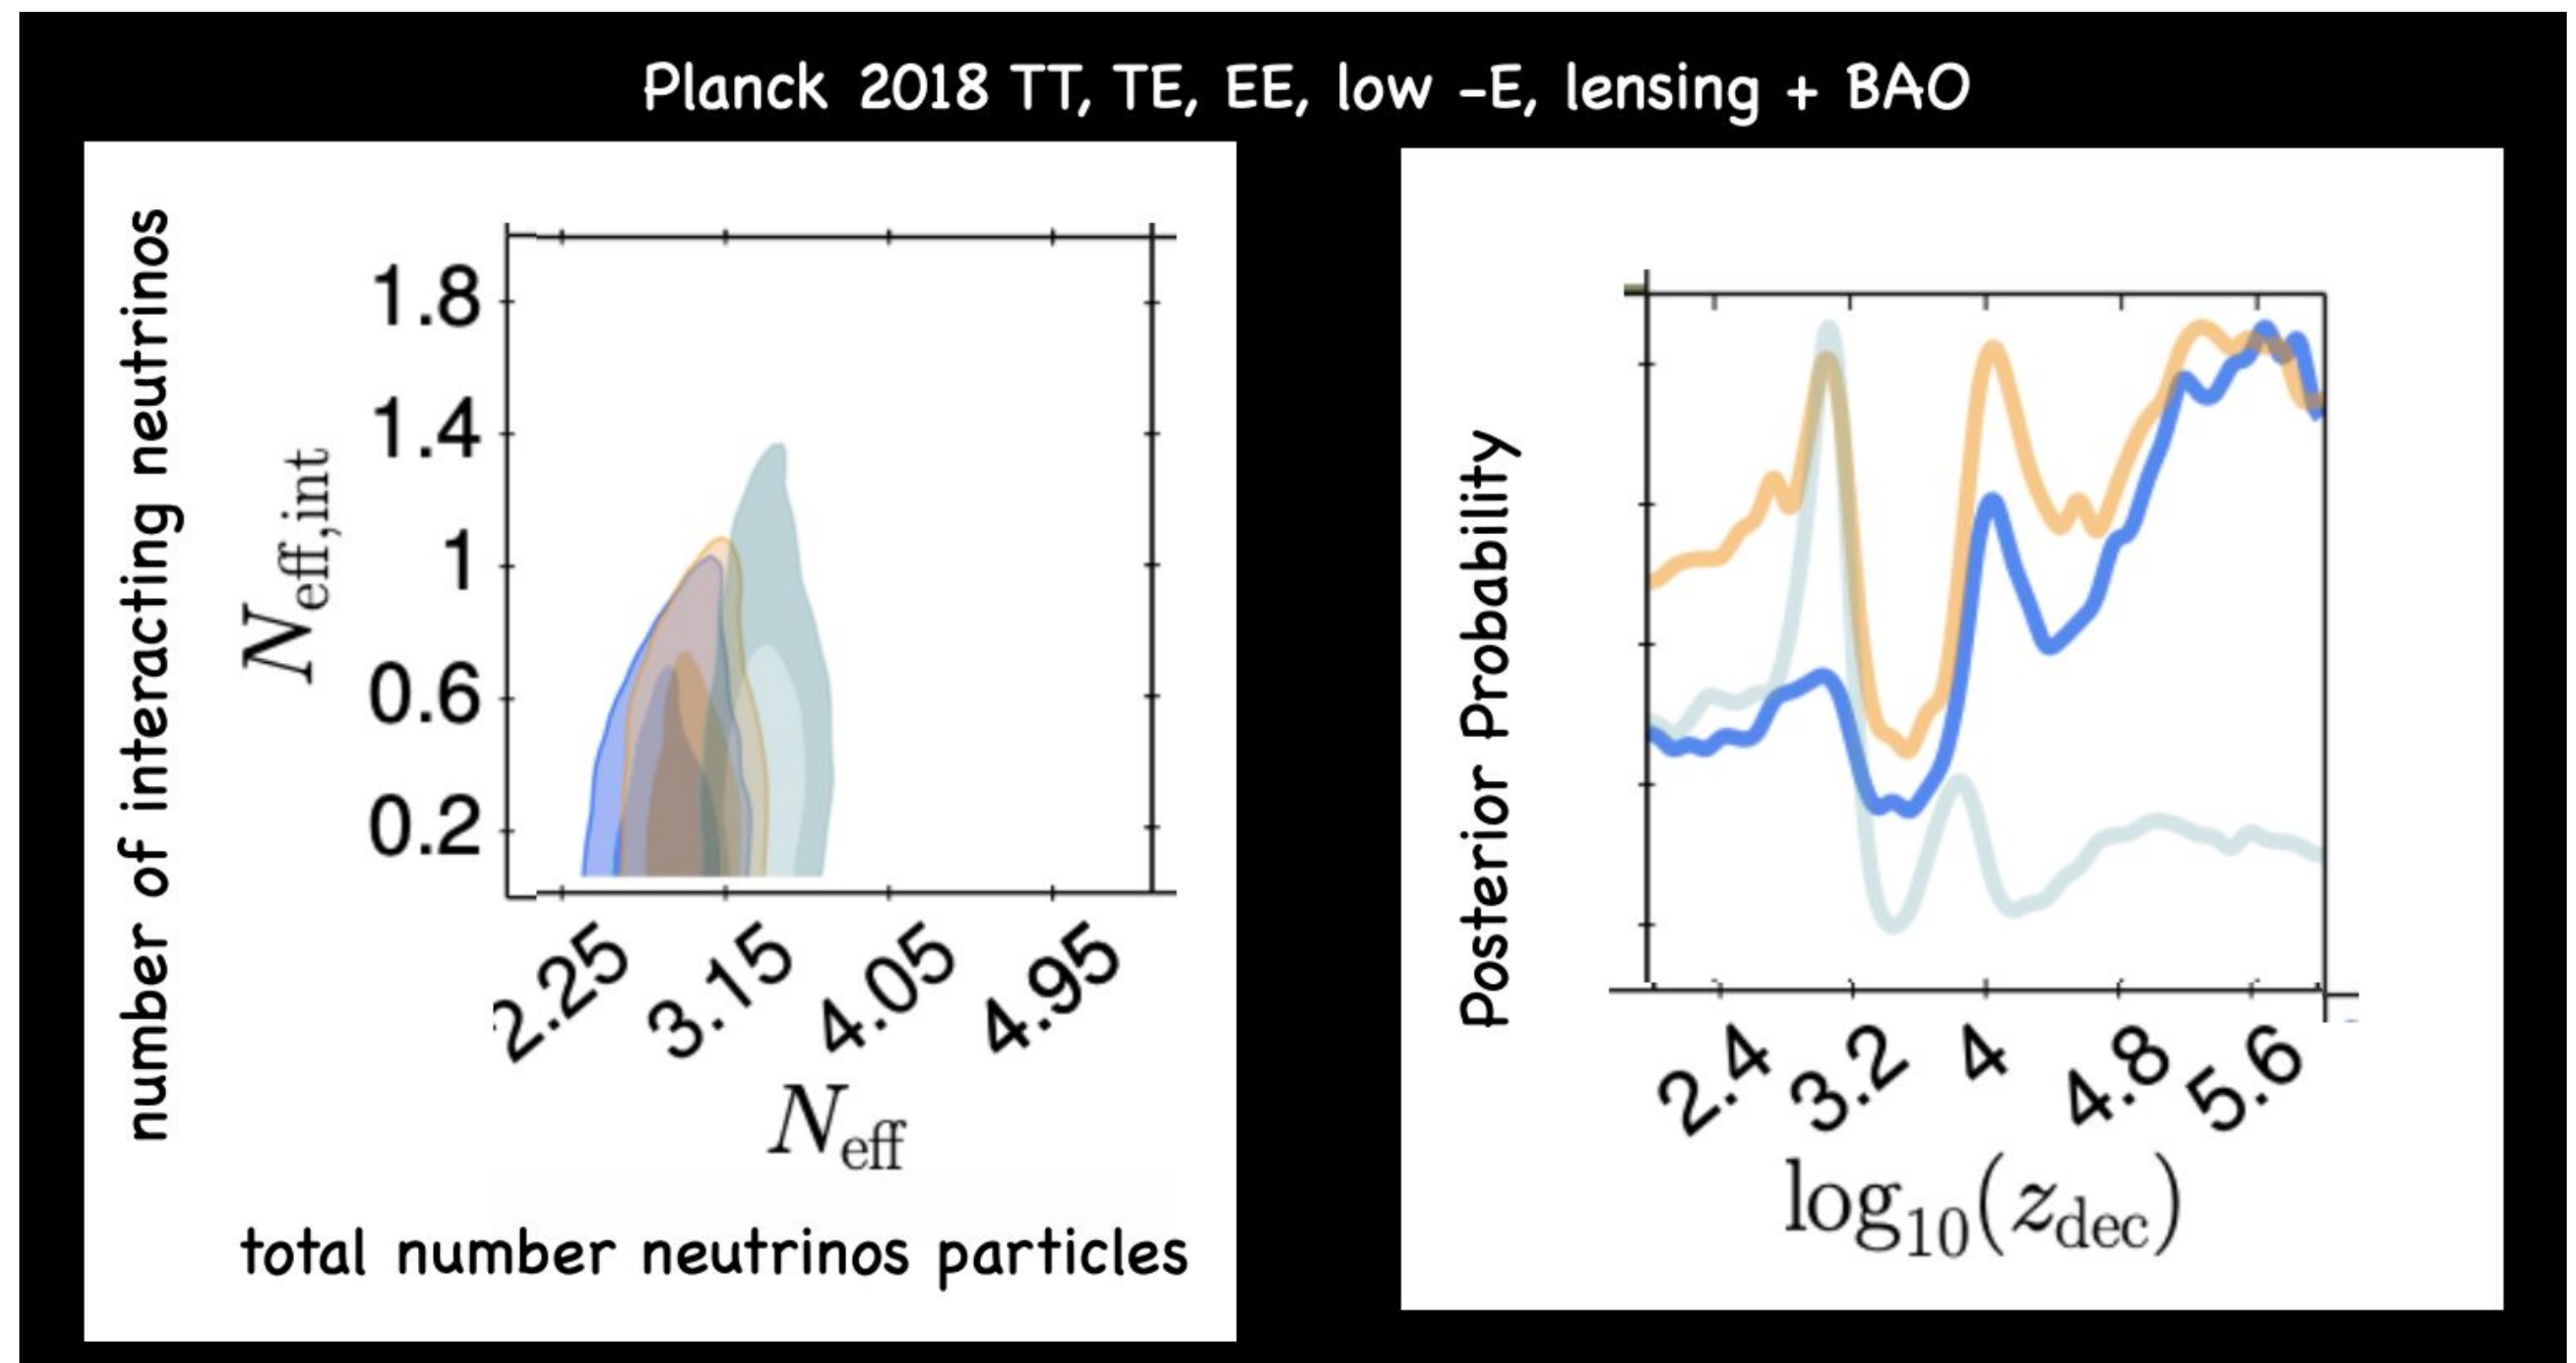 Planck 2018 TT, TE, EE, low -E, lensing + BAO
number of interacting neutrinos
N_eff,int
1.8
1.4
1
0.6
0.2
2.25
3.15
4.05
4.95
N_eff
total number neutrinos particles
Posterior Probability
2.4
3.2
4
4.8
5.6
log_10(z_dec)